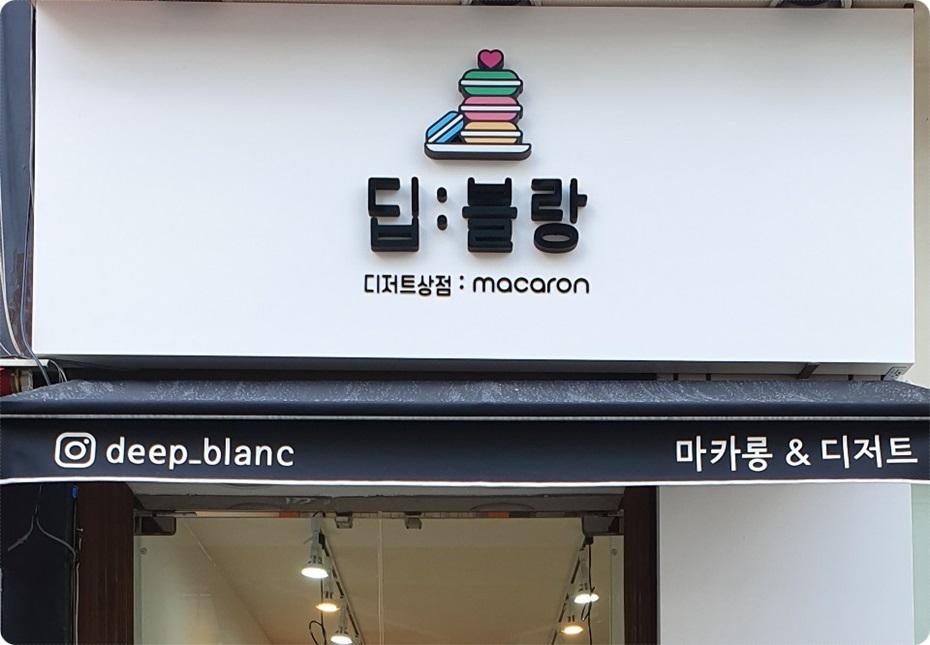 딥:블랑
디저트상점 : macaron
deep_blanc
마카롱 & 디저트